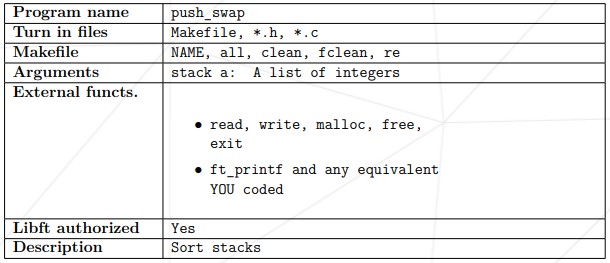 Program name push_swap
Turn in files Makefile, *.h, *.c
Makefile NAME, all, clean, fclean, re
Arguments stack a: A list of integers
External functs.
• read, write, malloc, free,
exit
• ft_printf and any equivalent
YOU coded
Libft authorized Yes
Description Sort stacks